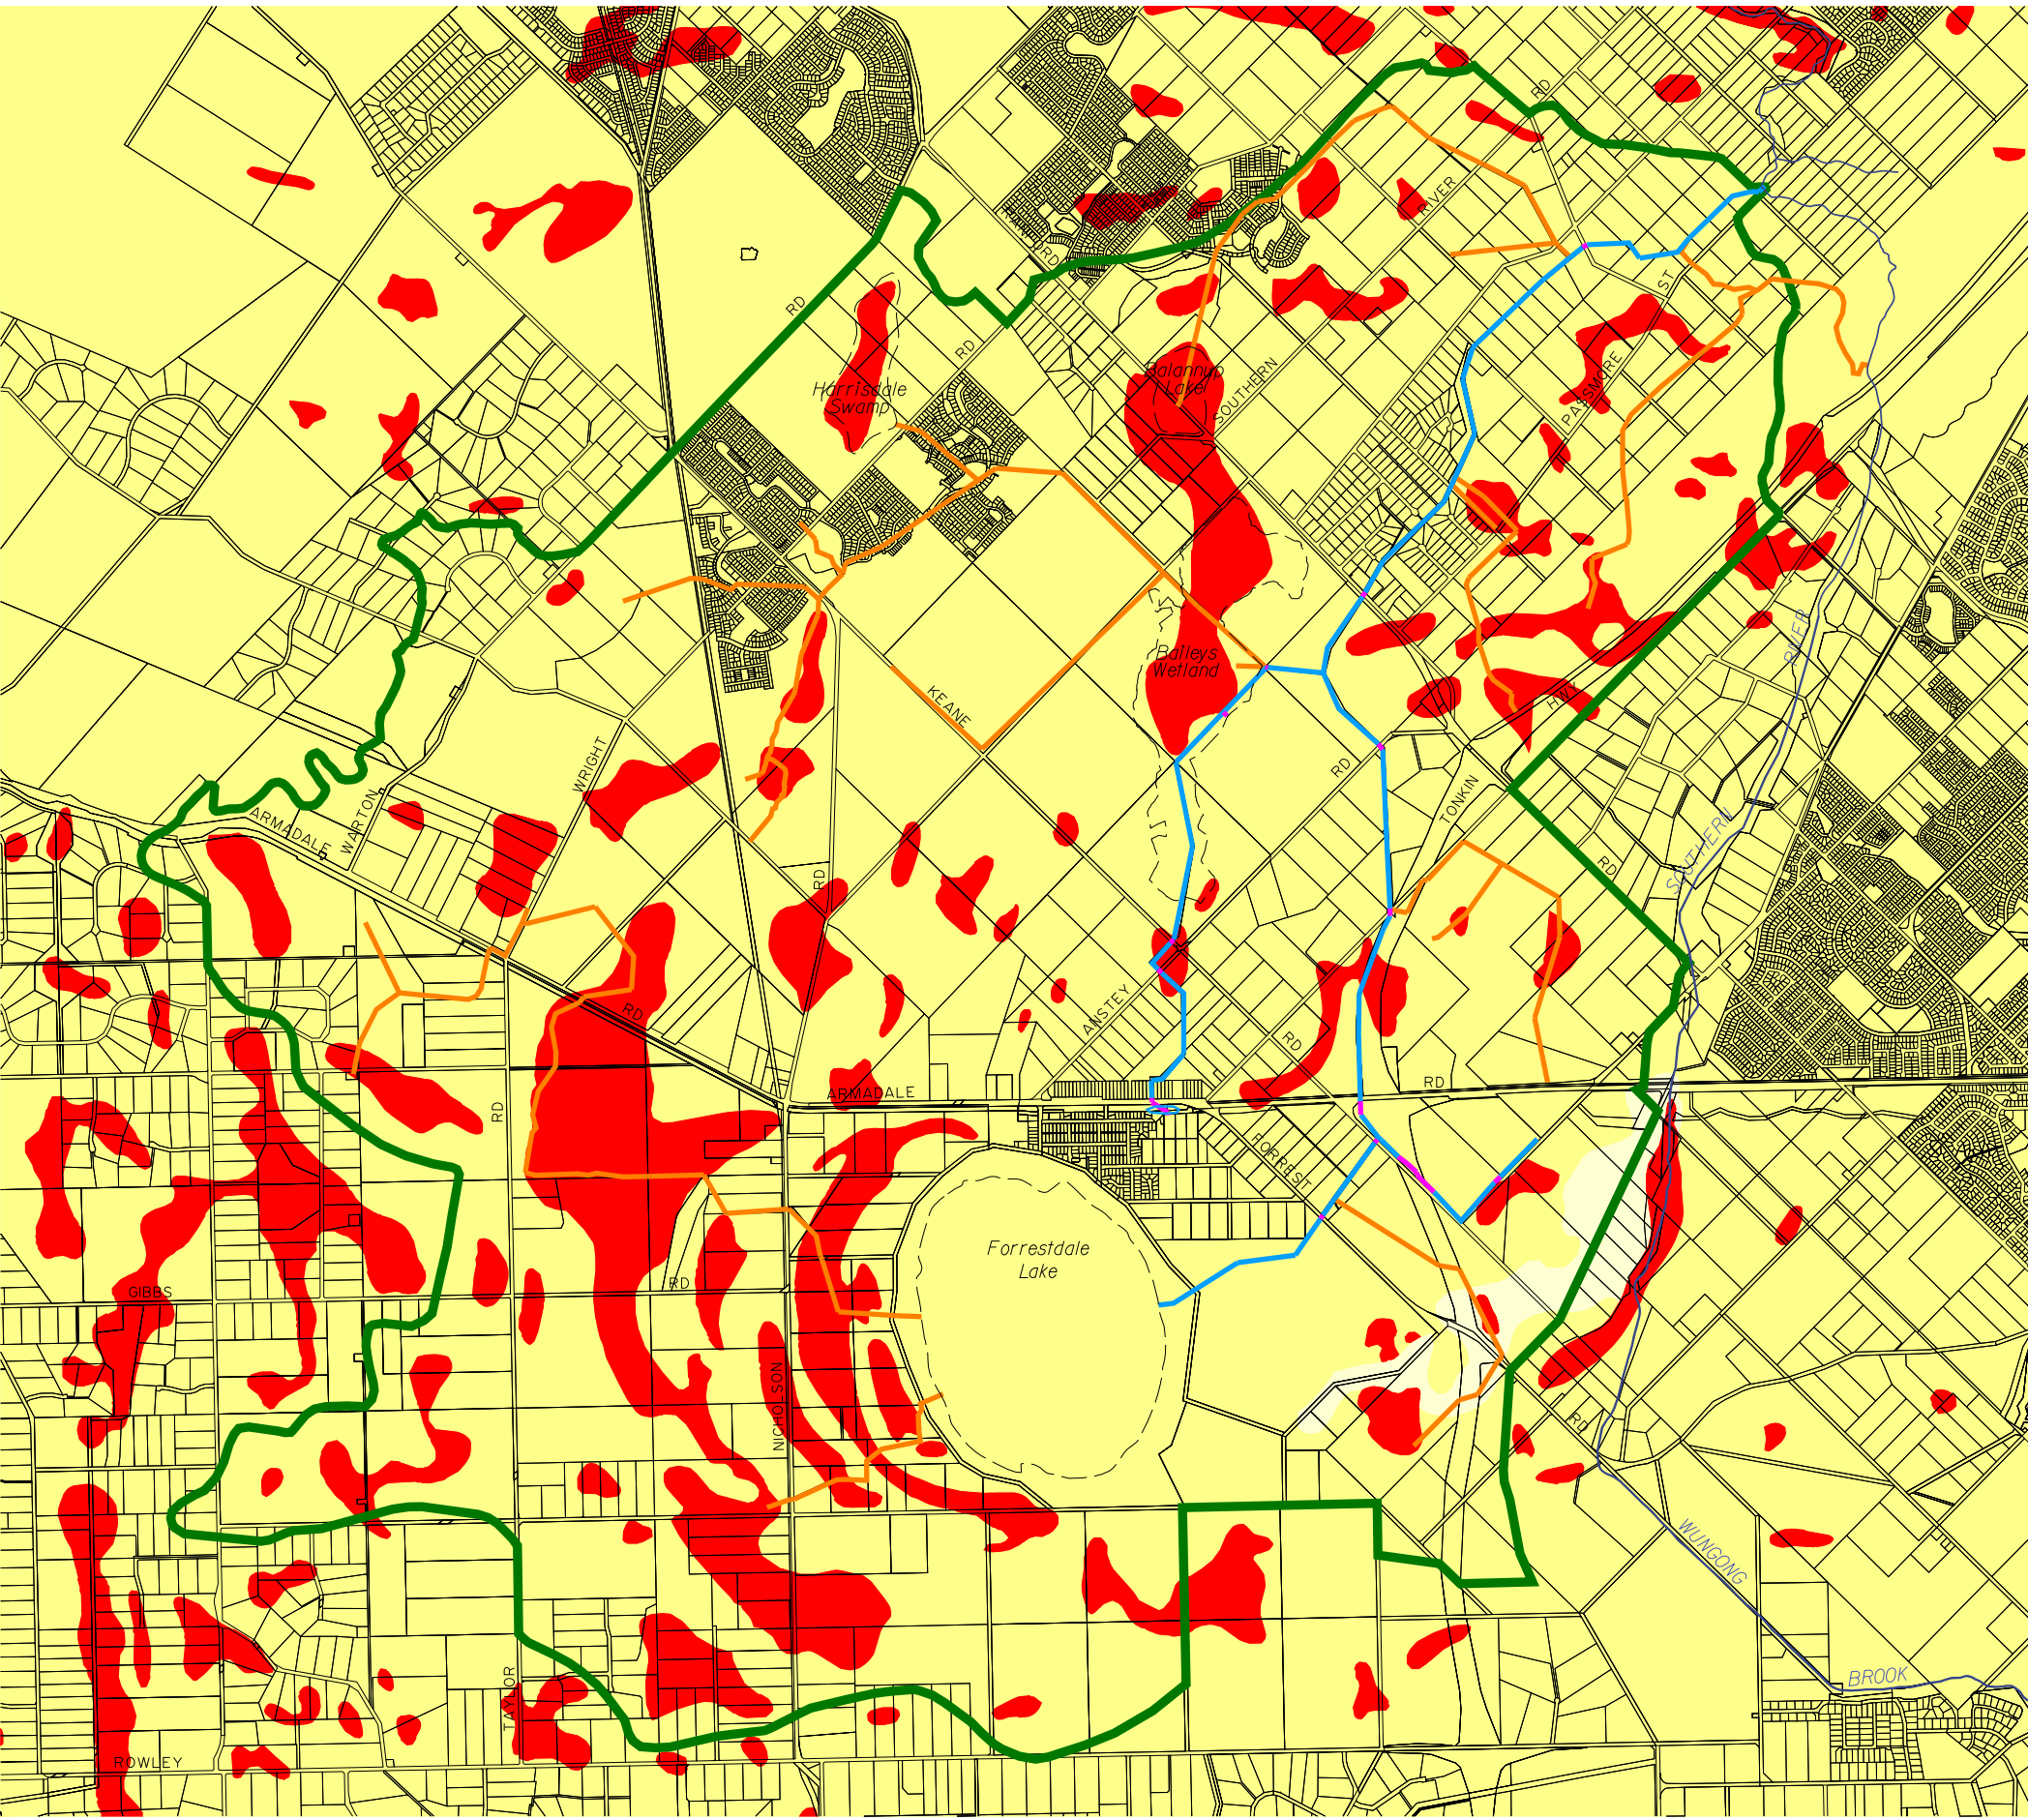 RD
RIVER
RANFORD
ST
RD
RD
Balannup
Lake
SOUTHERN
PASSMORE
Harrisdale
Swamp
RIVER
Baileys
Wetland
HWY
KEANE
WRIGHT
RD
TONKIN
WARTON
ARMADALE
SOUTHERN
RD
RD
ANSTEY
RD
RD
RD
ARMADALE
RD
FORREST
Forrestdale
Lake
GIBBS
RD
NICHOLSON
RD
WUNGONG
BROOK
TAYLOR
ROWLEY